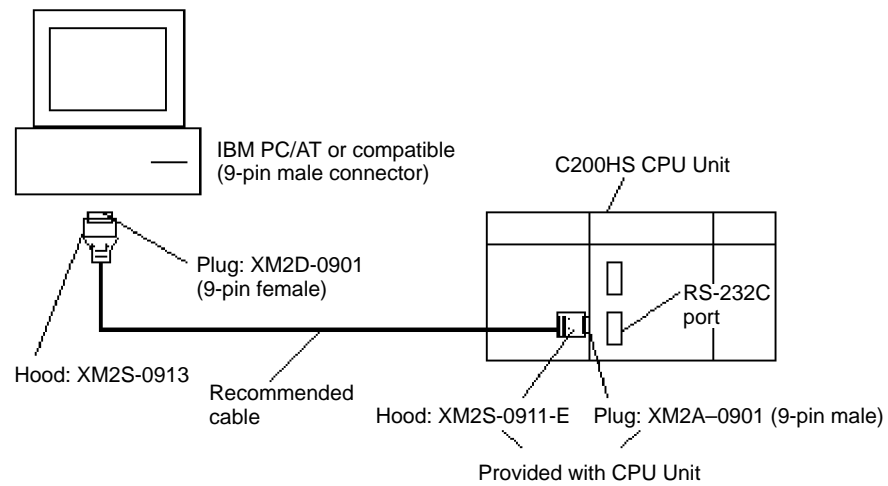 IBM PC/AT or compatible
(9-pin male connector)
C200HS CPU Unit
Plug: XM2D-0901
(9-pin female)
RS-232C
port
Hood: XM2S-0913
Recommended
cable
Hood: XM2S-0911-E
Plug: XM2A–0901 (9-pin male)
Provided with CPU Unit